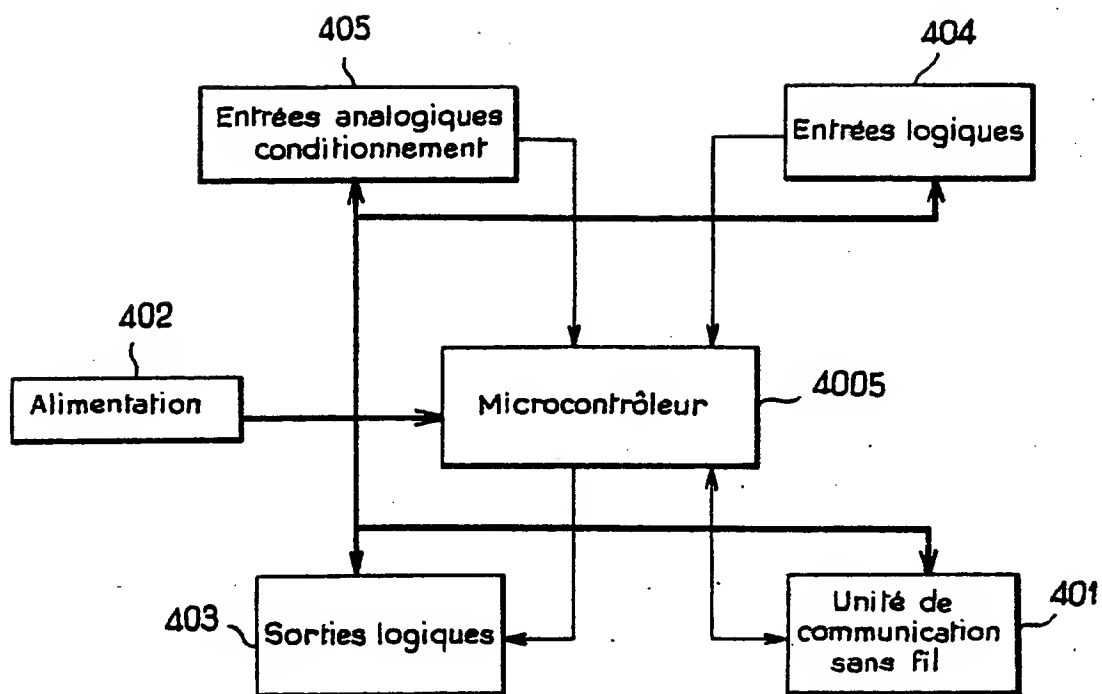 405
404
Entrées analogiques
conditionnement
Entrées logiques
402
Alimentation
Microcontrôleur
4005
403
Sorties logiques
Unité de
communication
sans fil
401